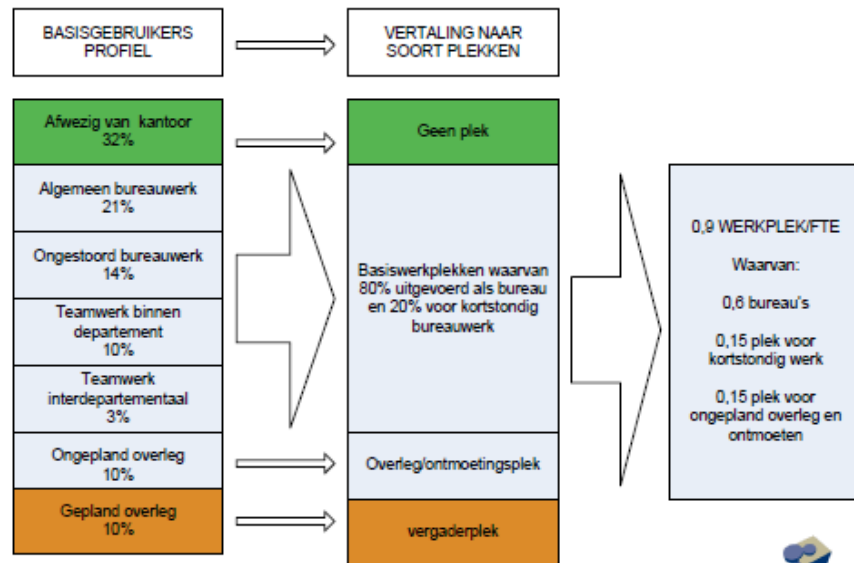 BASISGEBRUIKERS
PROFIEL
VERTALING NAAR
SOORT PLEKKEN
Afwezig van kantoor
32%
Geen plek
Algemeen bureauwerk
21%
Ongestoord bureauwerk
14%
Teamwerk binnen
departement
10%
Teamwerk
interdepartementaal
3%
Basiswerkplekken waarvan
80% uitgevoerd als bureau
en 20% voor kortstondig
bureauwerk
Ongepland overleg
10%
Overleg/ontmoetingsplek
Gepland overleg
10%
vergaderplek
0,9 WERKPLEK/FTE
Waarvan:
0,6 bureau's
0,15 plek voor
kortstondig werk
0,15 plek voor
ongepland overleg en
ontmoeten